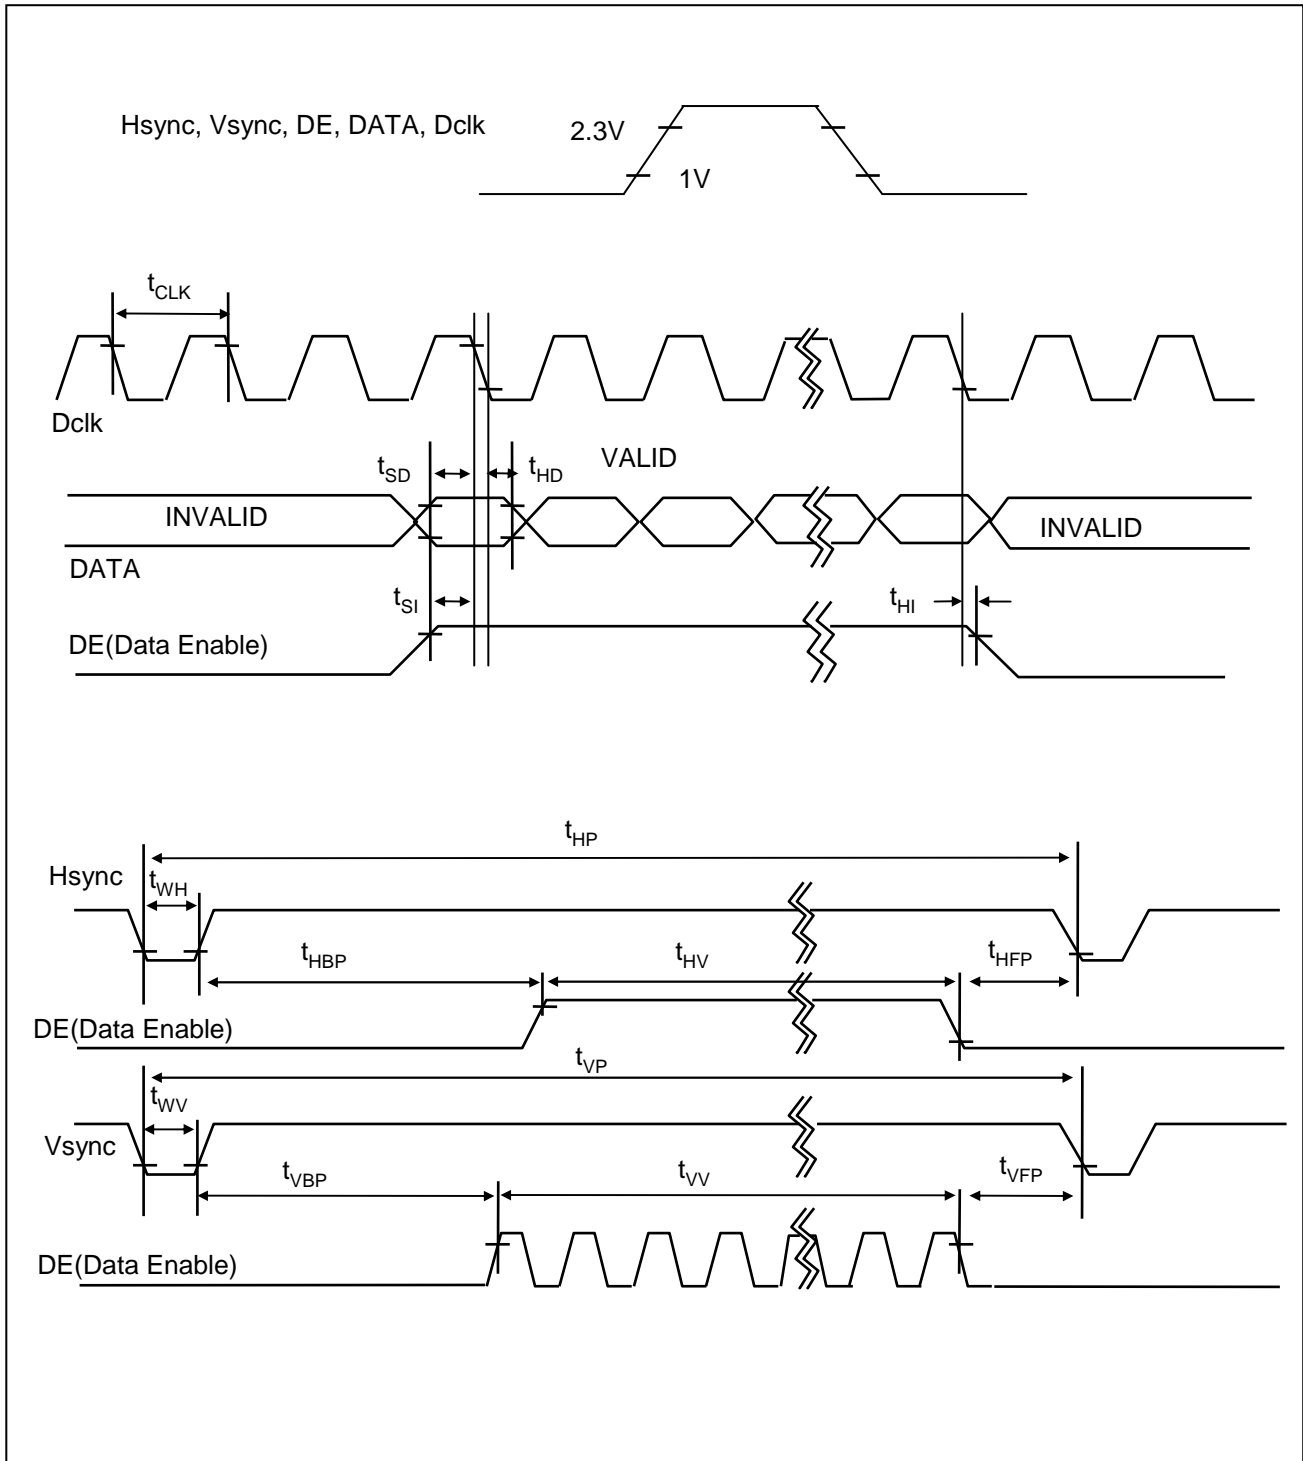 Hsync, Vsync, DE, DATA, Dclk
2.3V
1V
tCLK
Dclk
tSD
tHD
VALID
INVALID
INVALID
DATA
tSI
tHI
DE(Data Enable)
tHP
Hsync
tWH
tHBP
tHV
tHFP
DE(Data Enable)
tVP
tWV
Vsync
tVBP
tVV
tVFP
DE(Data Enable)